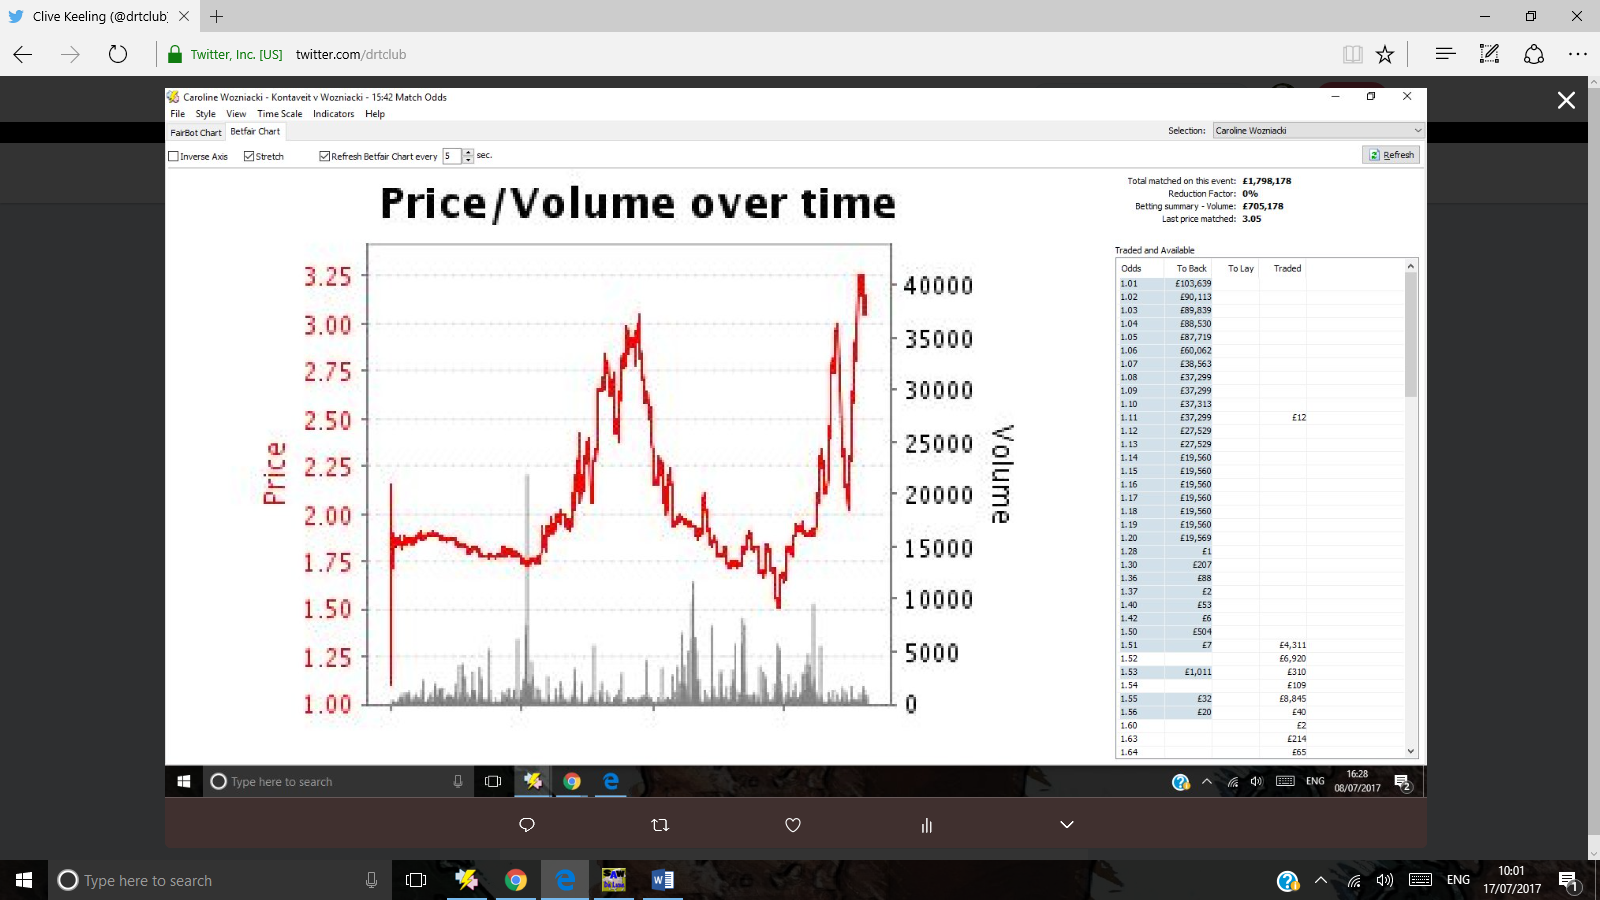 Clive Keeling (@drtclub)
Twitter, Inc. [US] twitter.com/drtclub
Caroline Wozniacki - Kontaveit v Wozniacki - 15:42 Match Odds
File Style View Time Scale Indicators Help
FairBot Chart Betfair Chart
Selection: Caroline Wozniacki
Inverse Axis Stretch Refresh Betfair Chart every 5 sec.
Refresh
Price/Volume over time
Price
3.25
3.00
2.75
2.50
2.25
2.00
1.75
1.50
1.25
1.00
40000
35000
30000
25000
20000
15000
10000
5000
0
Volume
Total matched on this event: £1,798,178
Reduction Factor: 0%
Betting summary - Volume: £705,178
Last price matched: 3.05
Traded and Available
Odds To Back To Lay Traded
1.01 £103,639
1.02 £90,113
1.03 £89,839
1.04 £88,530
1.05 £87,719
1.06 £60,062
1.07 £38,563
1.08 £37,299
1.09 £37,299
1.10 £37,313
1.11 £37,299 £12
1.12 £27,529
1.13 £27,529
1.14 £19,560
1.15 £19,560
1.16 £19,560
1.17 £19,560
1.18 £19,560
1.19 £19,560
1.20 £19,569
1.28 £1
1.30 £207
1.36 £88
1.37 £2
1.40 £53
1.42 £6
1.50 £504
1.51 £7 £4,311
1.52 £6,920
1.53 £1,011 £310
1.54 £109
1.55 £32 £8,845
1.56 £20 £40
1.60 £2
1.63 £214
1.64 £65
Type here to search
ENG
16:28
08/07/2017
2
Type here to search
ENG
10:01
17/07/2017
1